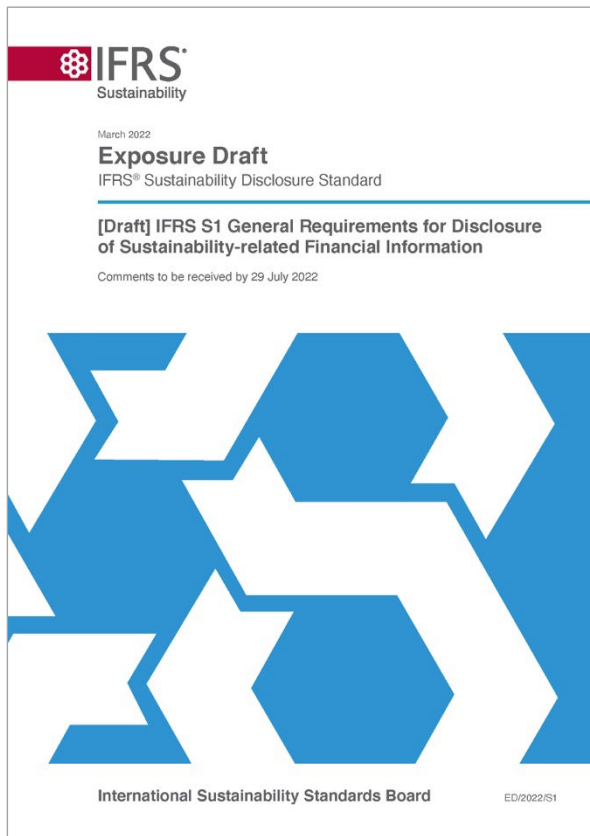 IFRS®
Sustainability
March 2022
Exposure Draft
IFRS® Sustainability Disclosure Standard
[Draft] IFRS S1 General Requirements for Disclosure
of Sustainability-related Financial Information
Comments to be received by 29 July 2022
International Sustainability Standards Board
ED/2022/S1